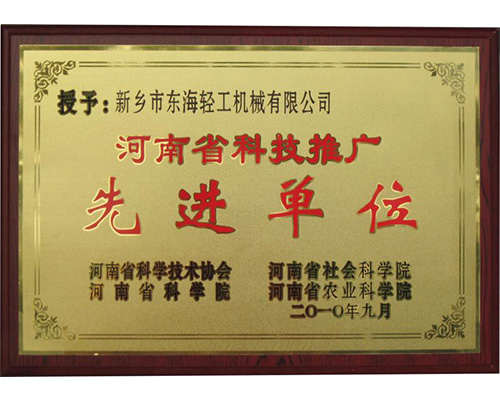 授予：新乡市东海轻工机械有限公司
河南省科技推广
先进单位
河南省科学技术协会 河南省社会科学院
河南省科学院 河南省农业科学院
二〇一〇年九月